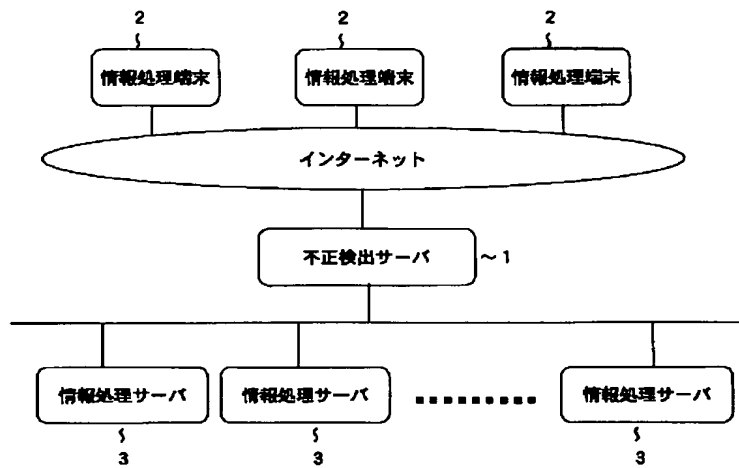 2 2 2
情報処理端末 情報処理端末 情報処理端末
インターネット
不正検出サーバ ～1
情報処理サーバ 情報処理サーバ 情報処理サーバ
3 3 3